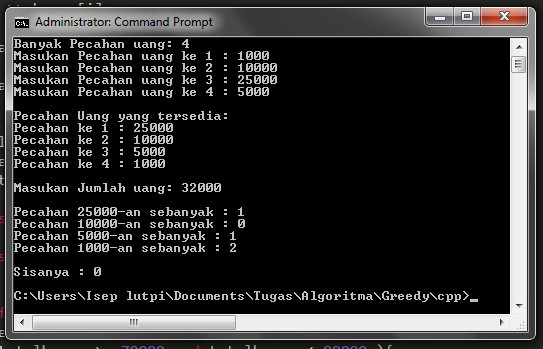 Administrator: Command Prompt
Banyak Pecahan uang: 4
Masukan Pecahan uang ke 1 : 1000
Masukan Pecahan uang ke 2 : 10000
Masukan Pecahan uang ke 3 : 25000
Masukan Pecahan uang ke 4 : 5000
Pecahan Uang yang tersedia:
Pecahan ke 1 : 25000
Pecahan ke 2 : 10000
Pecahan ke 3 : 5000
Pecahan ke 4 : 1000
Masukan Jumlah uang: 32000
Pecahan 25000-an sebanyak : 1
Pecahan 10000-an sebanyak : 0
Pecahan 5000-an sebanyak : 1
Pecahan 1000-an sebanyak : 2
Sisanya : 0
C:\Users\Isep lutpi\Documents\Tugas\Algoritma\Greedy\cpp>_